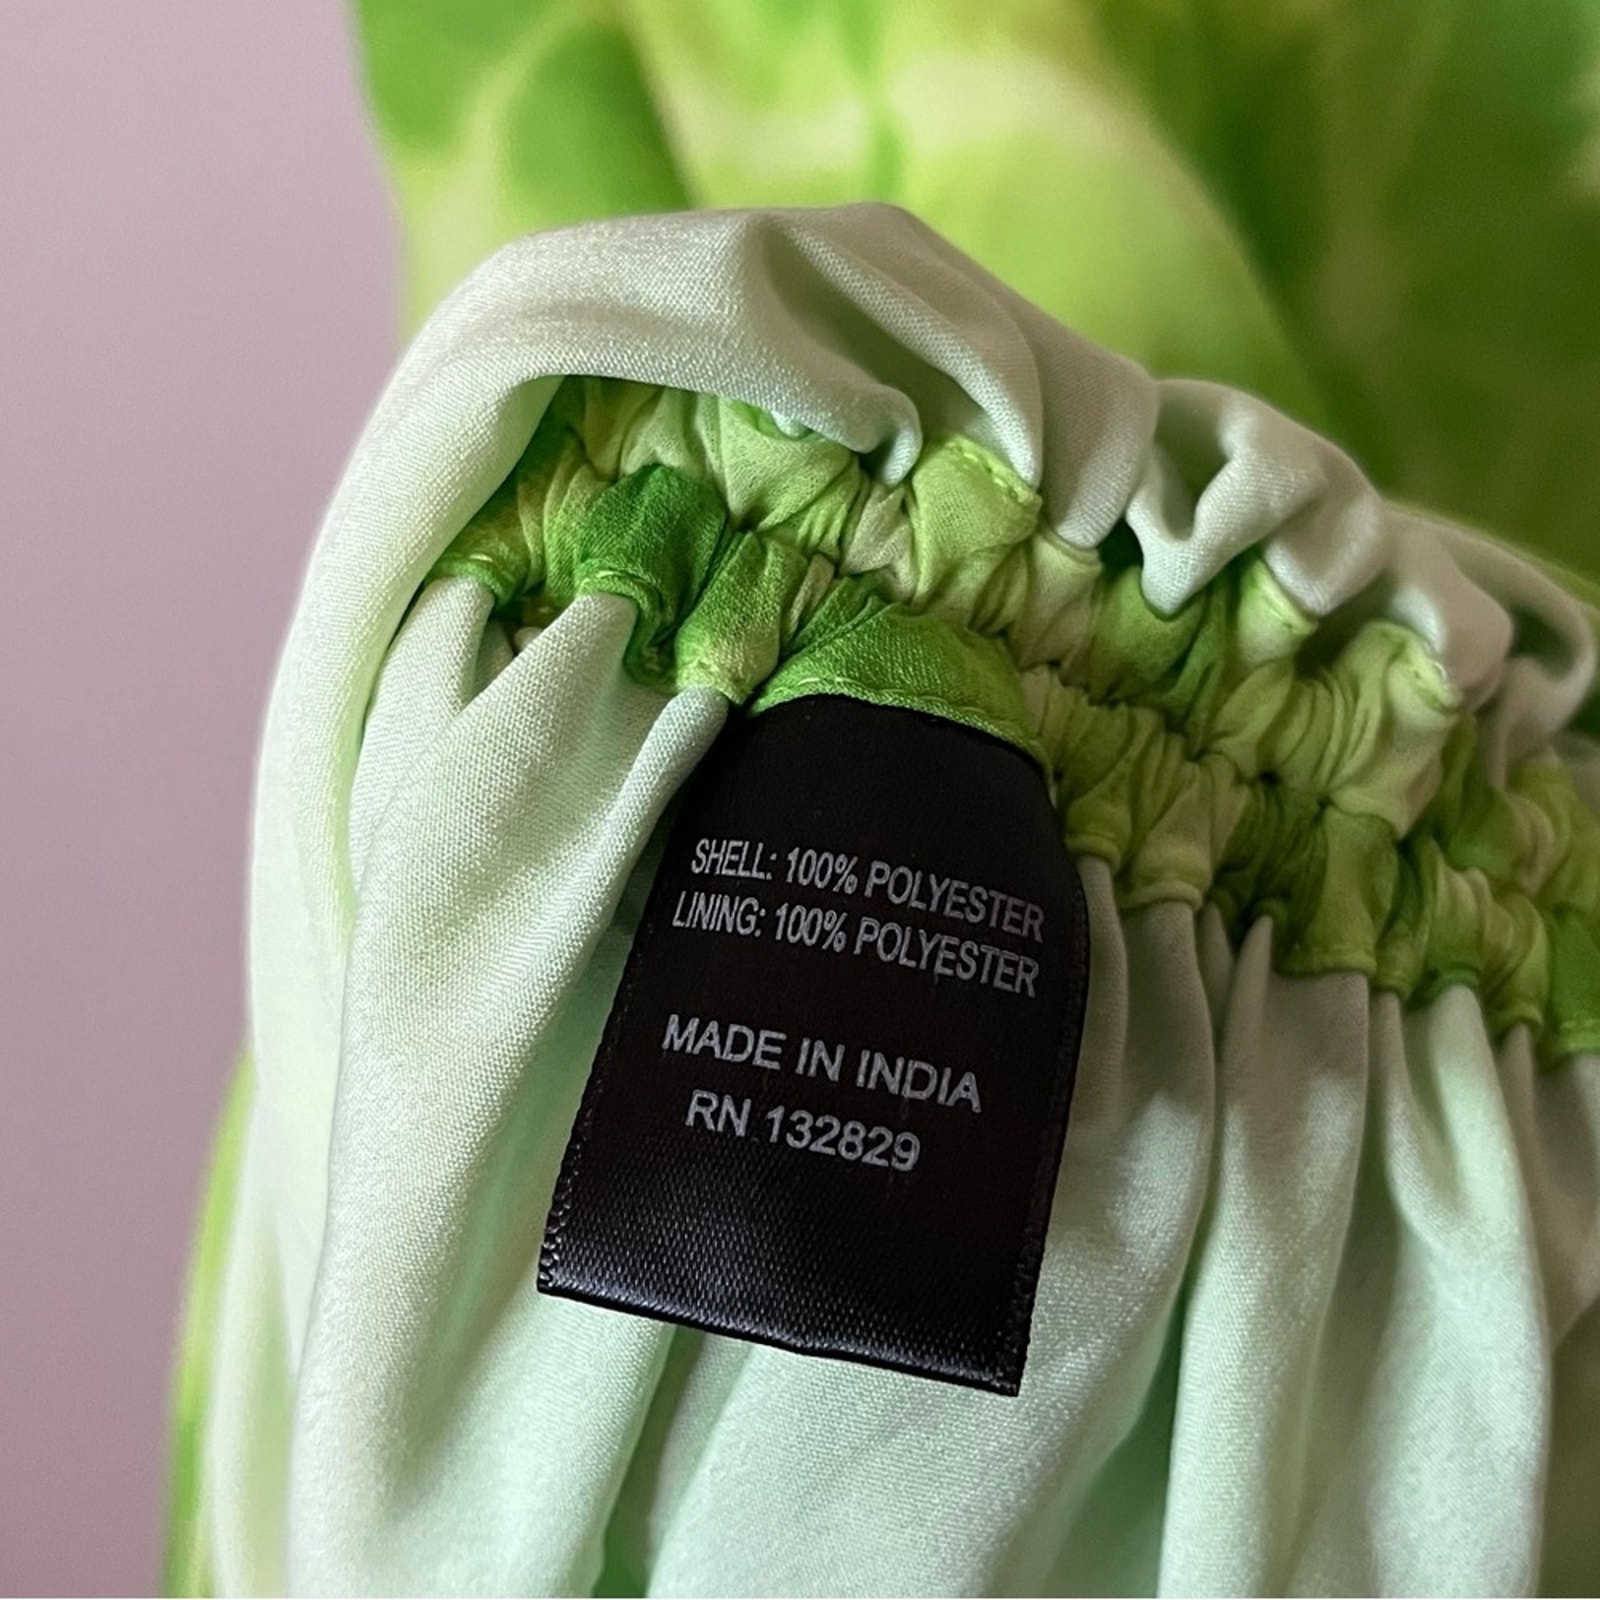 SHELL: 100% POLYESTER
LINING: 100% POLYESTER
MADE IN INDIA
RN 132829